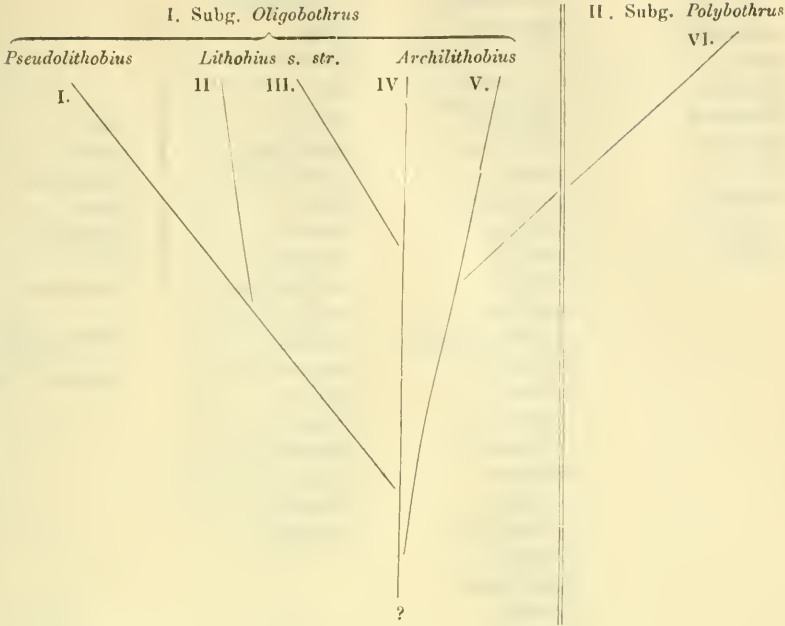 I. Subg. Oligobothrus
II. Subg. Polybothrus
Pseudolithobius Lithobius s. str. Archilithobius
I. II III. IV V. VI.
?